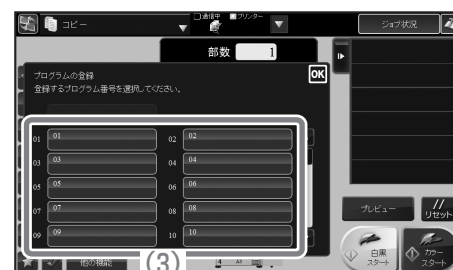 コピー
通信中 プリンター
ジョブ状況
部数 1
プログラムの登録
OK
登録するプログラム番号を選択してください。
01 01 02 02
03 03 04 04
05 05 06 06
07 07 08 08
09 09 10 10
プレビュー
リセット
他の機能
(3)
白黒
スタート
カラー
スタート